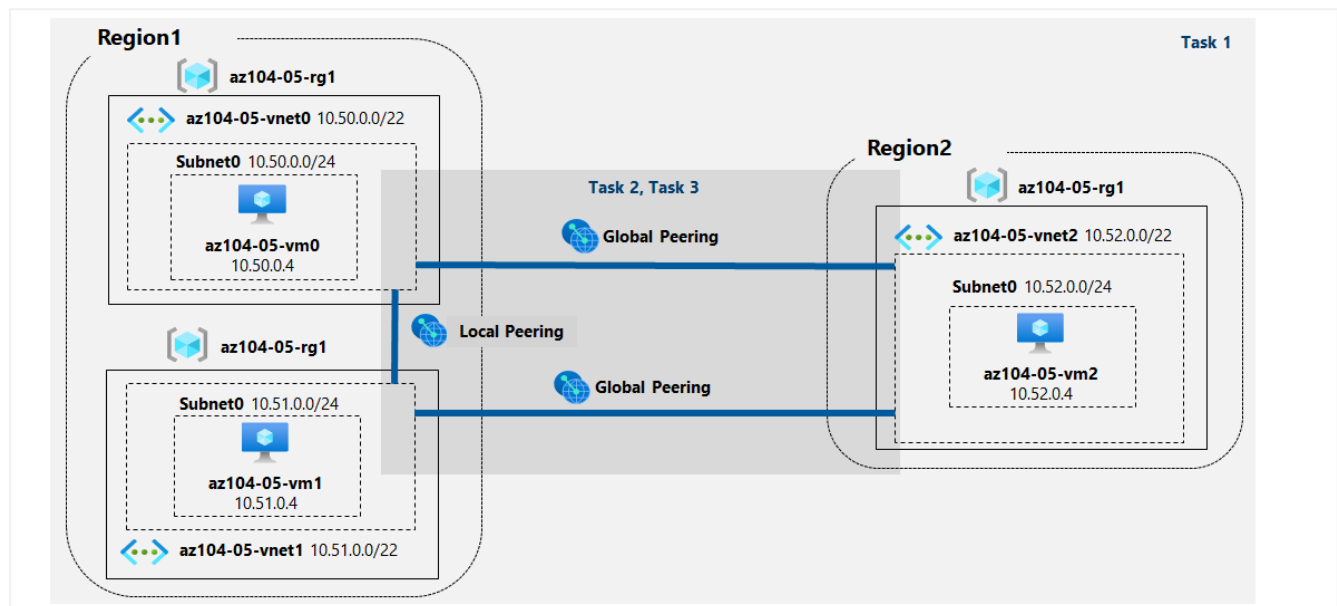 Region1
Task 1
az104-05-rg1
az104-05-vnet0 10.50.0.0/22
Subnet0 10.50.0.0/24
az104-05-vm0
10.50.0.4
Task 2, Task 3
Global Peering
Local Peering
Global Peering
az104-05-rg1
Subnet0 10.51.0.0/24
az104-05-vm1
10.51.0.4
az104-05-vnet1 10.51.0.0/22
Region2
az104-05-rg1
az104-05-vnet2 10.52.0.0/22
Subnet0 10.52.0.0/24
az104-05-vm2
10.52.0.4